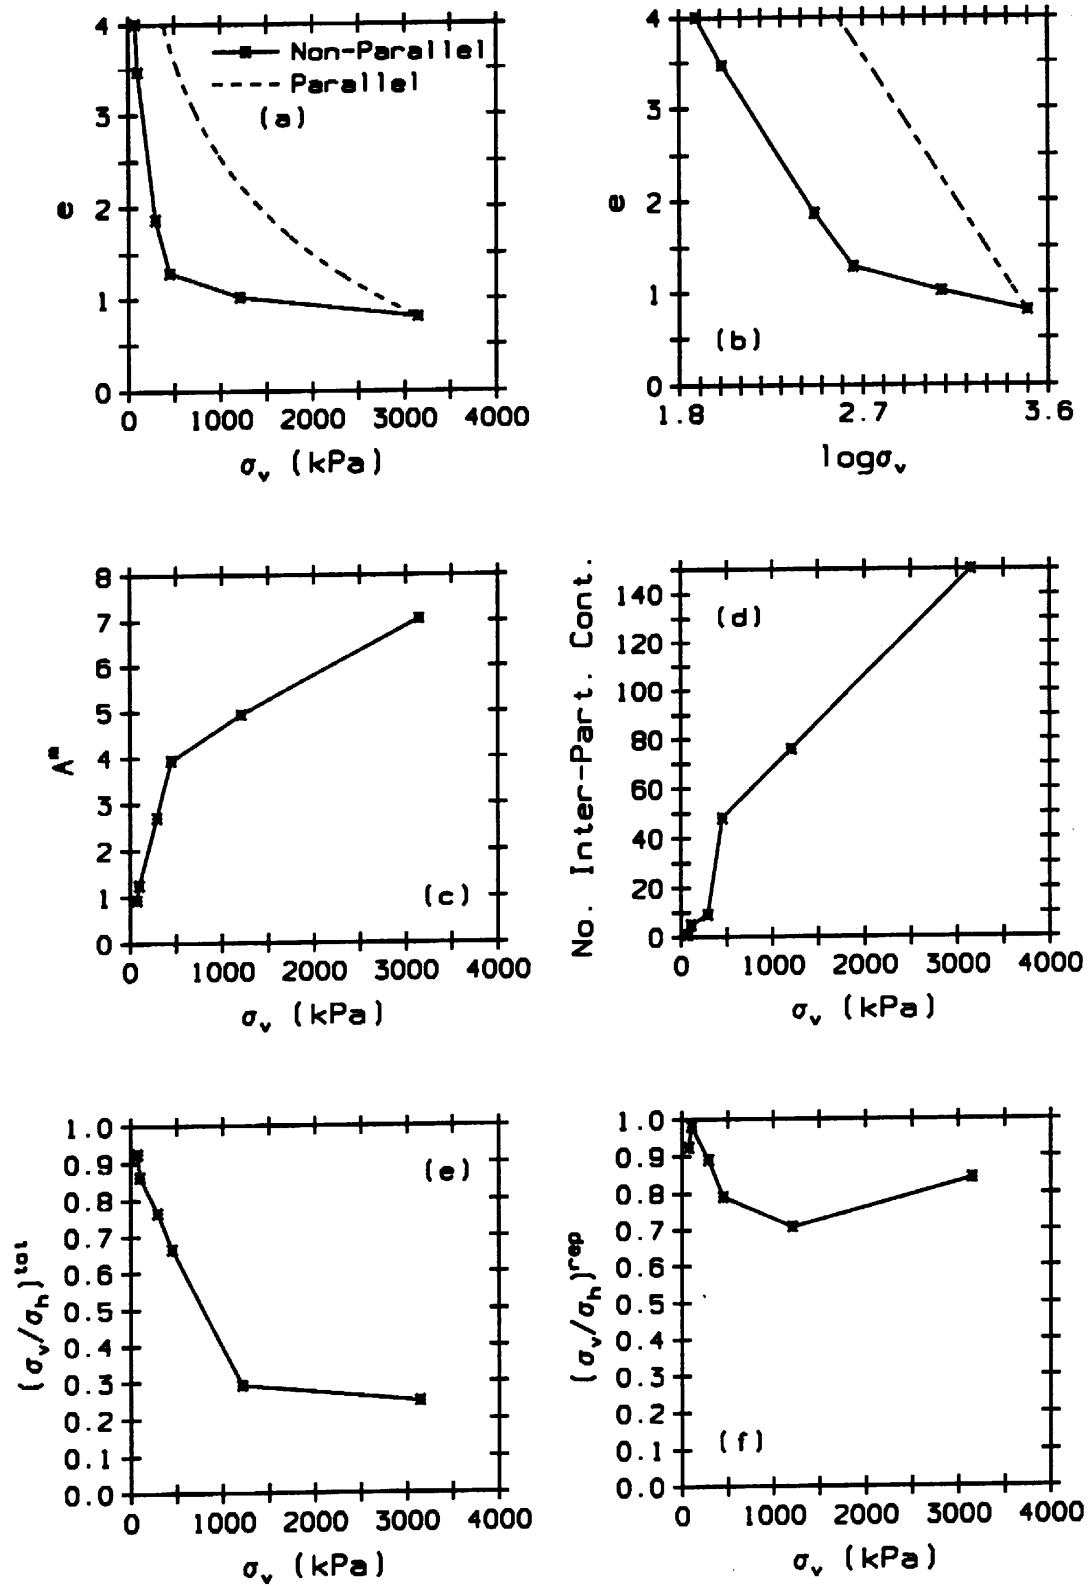 4
3
2
1
0
e
Non-Parallel
Parallel
(a)
0 1000 2000 3000 4000
σv (kPa)
4
3
2
1
0
e
(b)
1.8 2.7 3.6
logσv
8
7
6
5
4
3
2
1
0
(c)
0 1000 2000 3000 4000
σv (kPa)
No. Inter-Part. Cont.
140
120
100
80
60
40
20
0
(d)
0 1000 2000 3000 4000
σv (kPa)
(σv/σh)tot
1.0
0.9
0.8
0.7
0.6
0.5
0.4
0.3
0.2
0.1
0.0
(e)
0 1000 2000 3000 4000
σv (kPa)
(σv/σh)rep
1.0
0.9
0.8
0.7
0.6
0.5
0.4
0.3
0.2
0.1
0.0
(f)
0 1000 2000 3000 4000
σv (kPa)